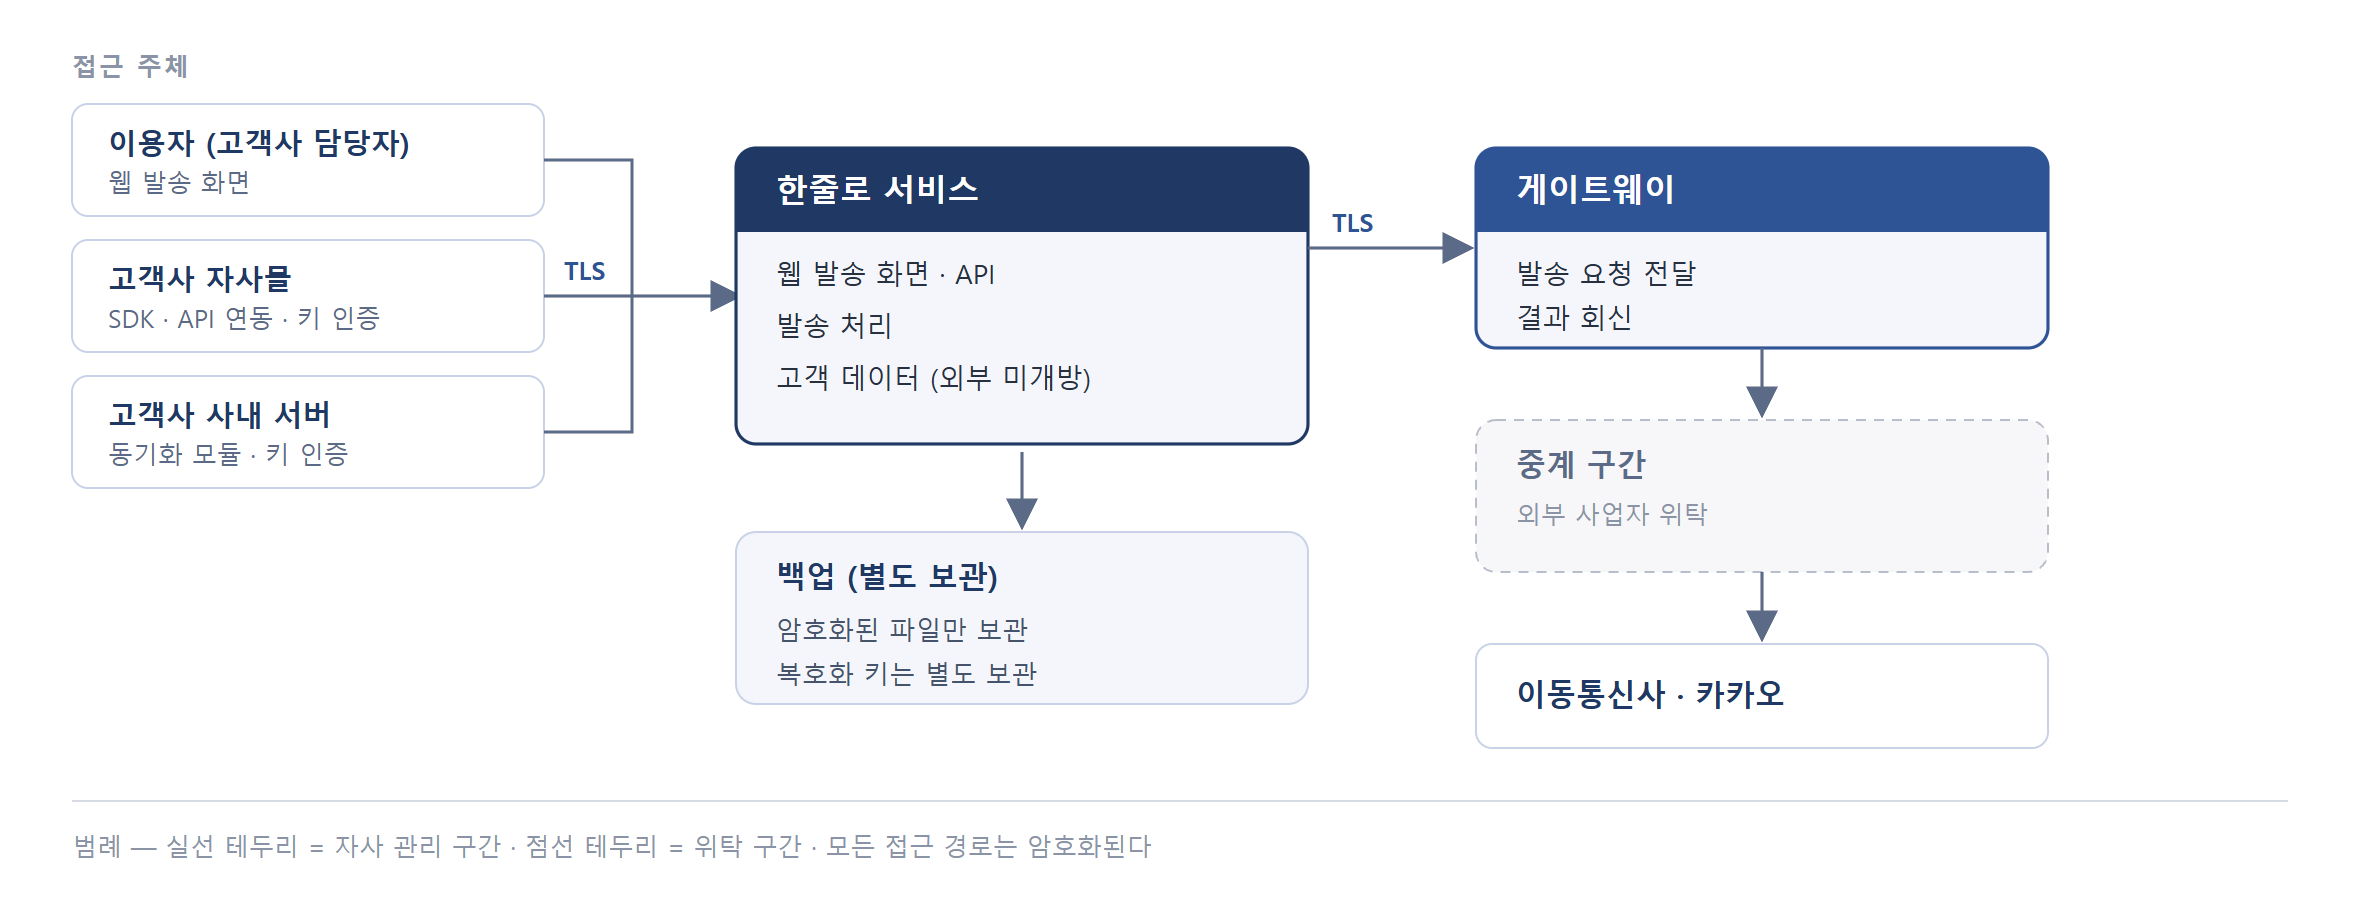 접근 주체
이용자 (고객사 담당자)
웹 발송 화면
고객사 자사몰
SDK · API 연동 · 키 인증
고객사 사내 서버
동기화 모듈 · 키 인증
TLS
한줄로 서비스
웹 발송 화면 · API
발송 처리
고객 데이터 (외부 미개방)
백업 (별도 보관)
암호화된 파일만 보관
복호화 키는 별도 보관
TLS
게이트웨이
발송 요청 전달
결과 회신
중계 구간
외부 사업자 위탁
이동통신사 · 카카오
범례 — 실선 테두리 = 자사 관리 구간 · 점선 테두리 = 위탁 구간 · 모든 접근 경로는 암호화된다